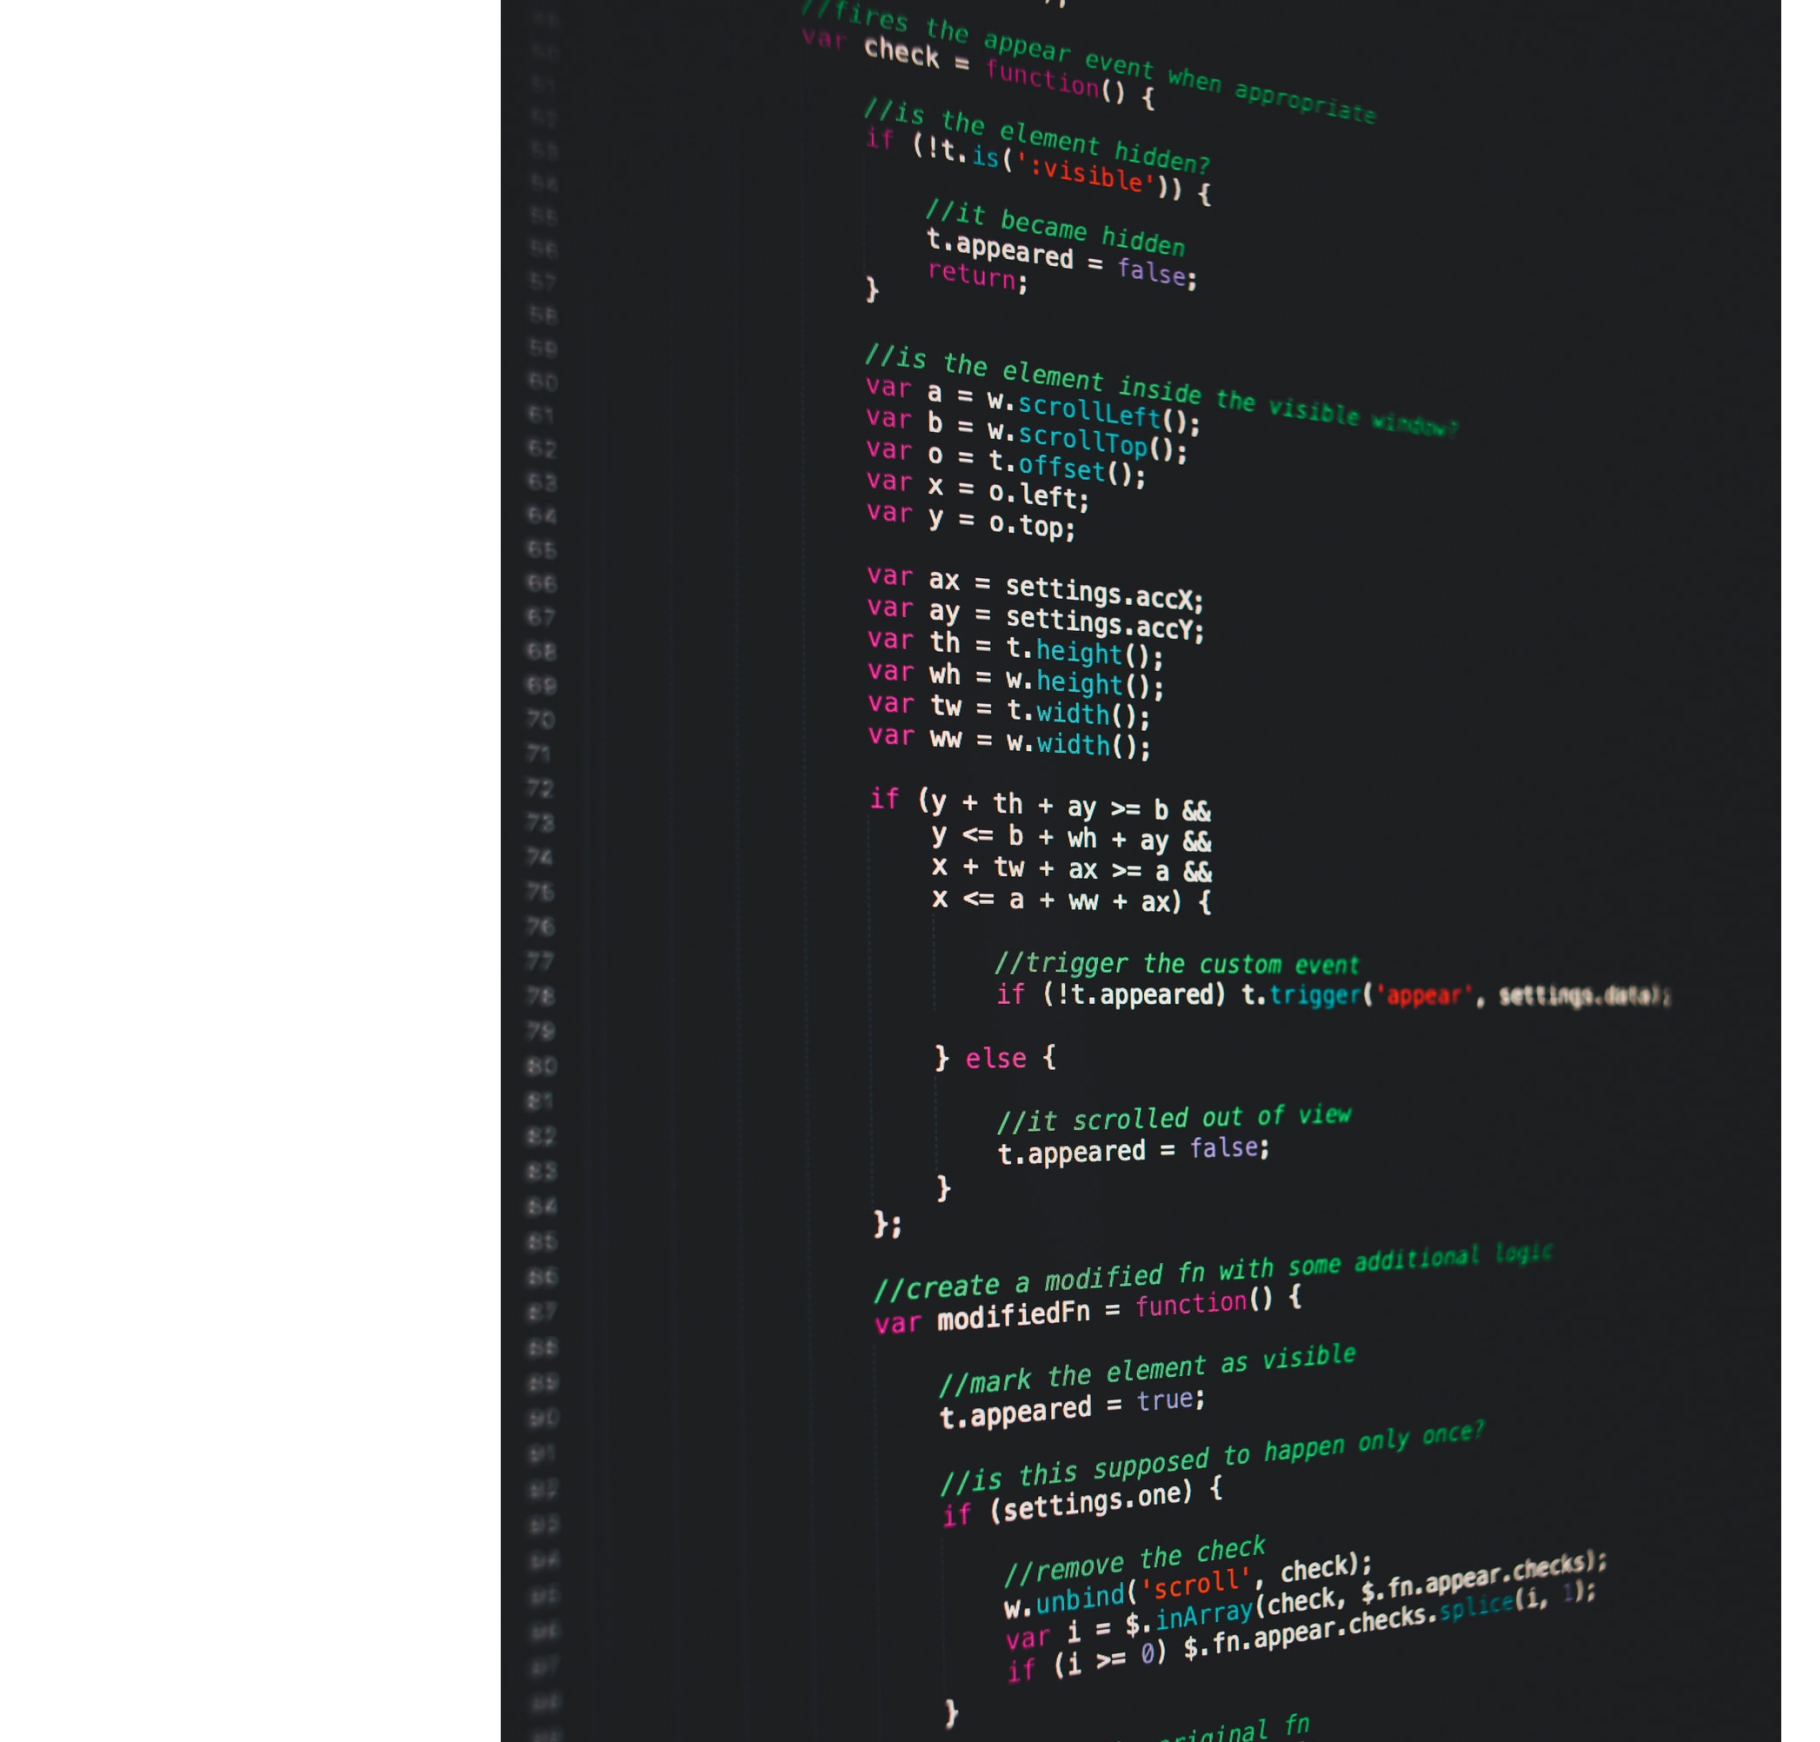 //fires the appear event when appropriate
var check = function() {
//is the element hidden?
if (!t.is(':visible')) {
//it became hidden
t.appeared = false;
return;
}
//is the element inside the visible window?
var a = w.scrollLeft();
var b = w.scrollTop();
var o = t.offset();
var x = o.left;
var y = o.top;
var ax = settings.accX;
var ay = settings.accY;
var th = t.height();
var wh = w.height();
var tw = t.width();
var ww = w.width();
if (y + th + ay >= b &&
y <= b + wh + ay &&
x + tw + ax >= a &&
x <= a + ww + ax) {
//trigger the custom event
if (!t.appeared) t.trigger('appear', settings.data);
} else {
//it scrolled out of view
t.appeared = false;
}
};
//create a modified fn with some additional logic
var modifiedFn = function() {
//mark the element as visible
t.appeared = true;
//is this supposed to happen only once?
if (settings.one) {
//remove the check
w.unbind('scroll', check);
var i = $.inArray(check, $.fn.appear.checks);
if (i >= 0) $.fn.appear.checks.splice(i, 1);
}
fn